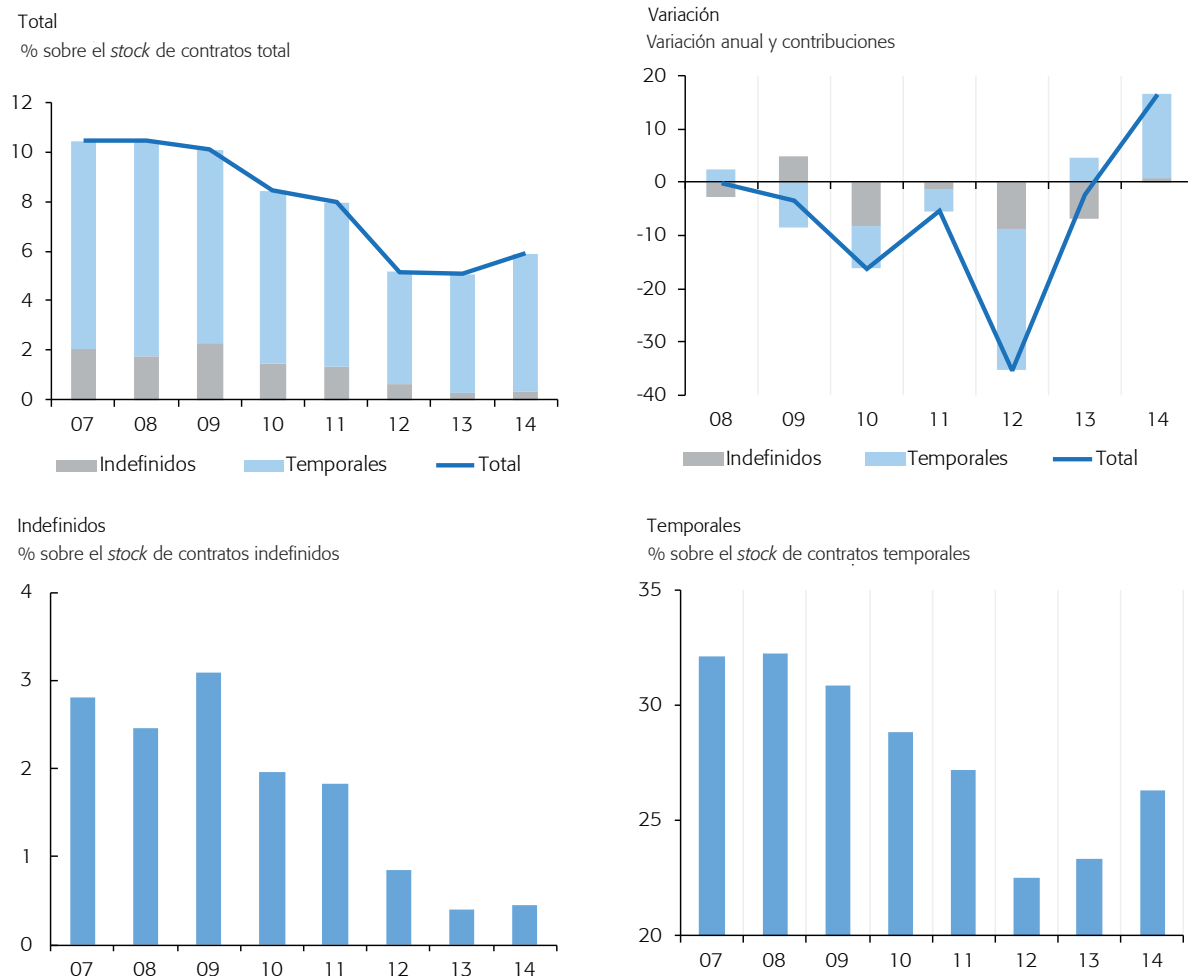 Total
% sobre el stock de contratos total
12
10
8
6
4
2
0
07 08 09 10 11 12 13 14
Indefinidos Temporales Total
Variación
Variación anual y contribuciones
20
10
0
-10
-20
-30
-40
08 09 10 11 12 13 14
Indefinidos Temporales Total
Indefinidos
% sobre el stock de contratos indefinidos
4
3
2
1
0
07 08 09 10 11 12 13 14
Temporales
% sobre el stock de contratos temporales
35
30
25
20
07 08 09 10 11 12 13 14